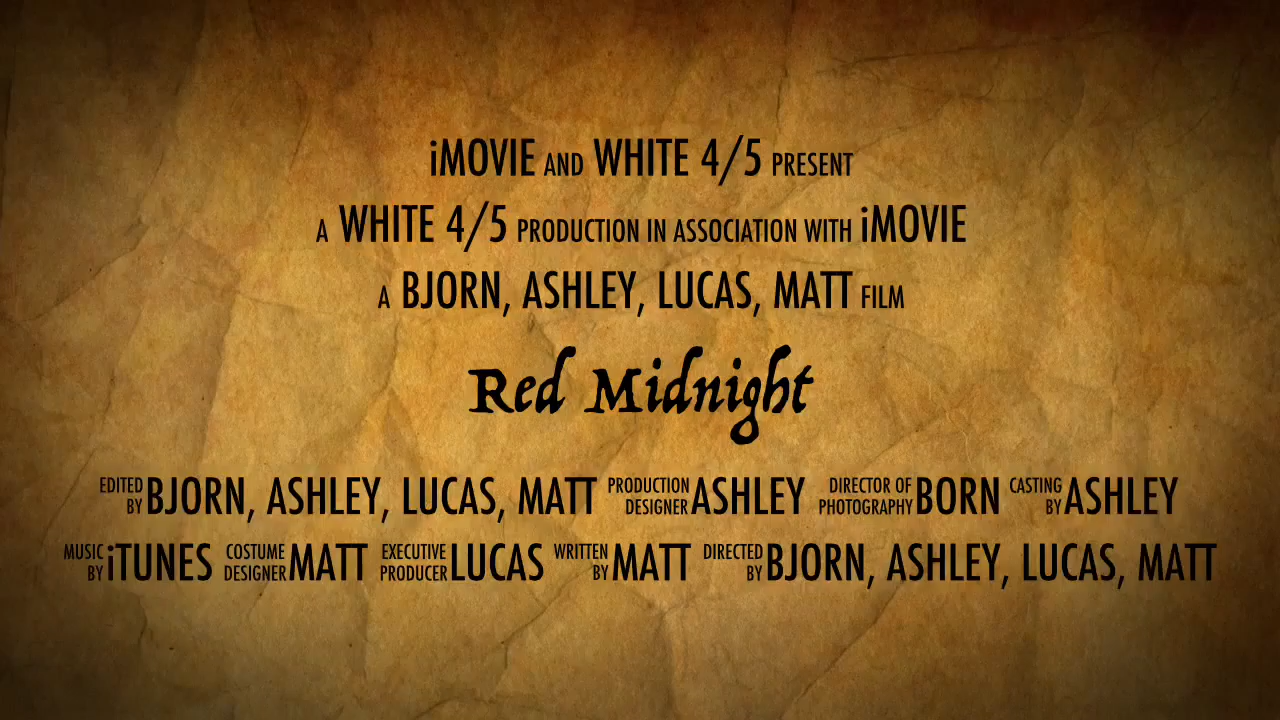 iMOVIE AND WHITE 4/5 PRESENT
A WHITE 4/5 PRODUCTION IN ASSOCIATION WITH iMOVIE
A BJORN, ASHLEY, LUCAS, MATT FILM
Red Midnight
EDITED BY BJORN, ASHLEY, LUCAS, MATT PRODUCTION DESIGNER ASHLEY DIRECTOR OF PHOTOGRAPHY BORN CASTING BY ASHLEY
MUSIC BY iTUNES COSTUME DESIGNER MATT EXECUTIVE PRODUCER LUCAS WRITTEN BY MATT DIRECTED BY BJORN, ASHLEY, LUCAS, MATT